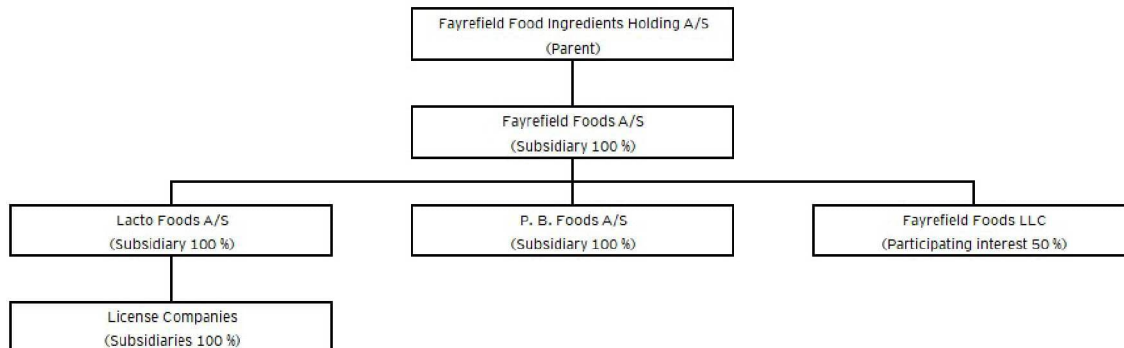 Fayrefield Food Ingredients Holding A/S
(Parent)
Fayrefield Foods A/S
(Subsidiary 100 %)
Lacto Foods A/S
(Subsidiary 100 %)
P. B. Foods A/S
(Subsidiary 100 %)
Fayrefield Foods LLC
(Participating interest 50 %)
License Companies
(Subsidiaries 100 %)